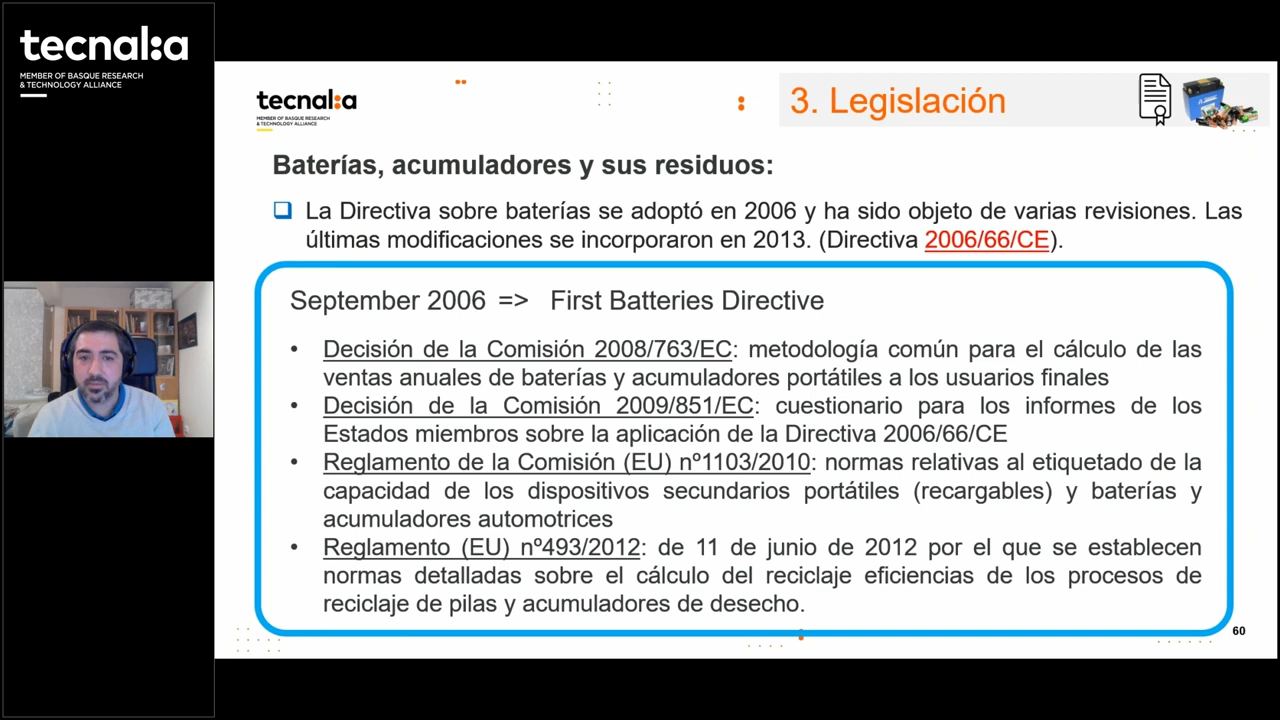 tecnal:a
MEMBER OF BASQUE RESEARCH
& TECHNOLOGY ALLIANCE
tecnal:a
MEMBER OF BASQUE RESEARCH
& TECHNOLOGY ALLIANCE
3. Legislación
Baterías, acumuladores y sus residuos:
La Directiva sobre baterías se adoptó en 2006 y ha sido objeto de varias revisiones. Las
últimas modificaciones se incorporaron en 2013. (Directiva 2006/66/CE).
September 2006 => First Batteries Directive
• Decisión de la Comisión 2008/763/EC: metodología común para el cálculo de las
ventas anuales de baterías y acumuladores portátiles a los usuarios finales
• Decisión de la Comisión 2009/851/EC: cuestionario para los informes de los
Estados miembros sobre la aplicación de la Directiva 2006/66/CE
• Reglamento de la Comisión (EU) nº1103/2010: normas relativas al etiquetado de la
capacidad de los dispositivos secundarios portátiles (recargables) y baterías y
acumuladores automotrices
• Reglamento (EU) nº493/2012: de 11 de junio de 2012 por el que se establecen
normas detalladas sobre el cálculo del reciclaje eficiencias de los procesos de
reciclaje de pilas y acumuladores de desecho.
60